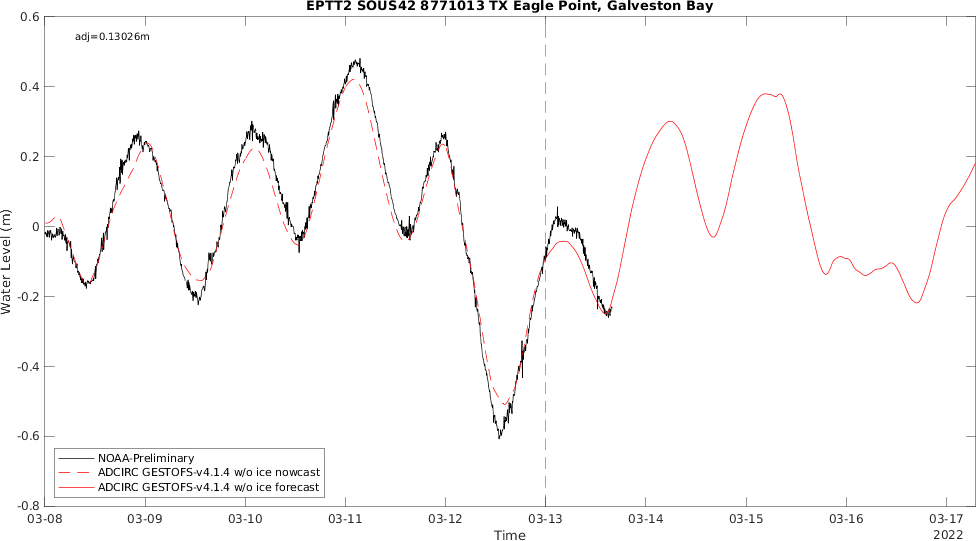 EPTT2 SOUS42 8771013 TX Eagle Point, Galveston Bay
adj=0.13026m
0.6
0.4
0.2
0
-0.2
-0.4
-0.6
-0.8
Water Level (m)
NOAA-Preliminary
ADCIRC GESTOFS-v4.1.4 w/o ice nowcast
ADCIRC GESTOFS-v4.1.4 w/o ice forecast
03-08 03-09 03-10 03-11 03-12 03-13 03-14 03-15 03-16 03-17
Time
2022